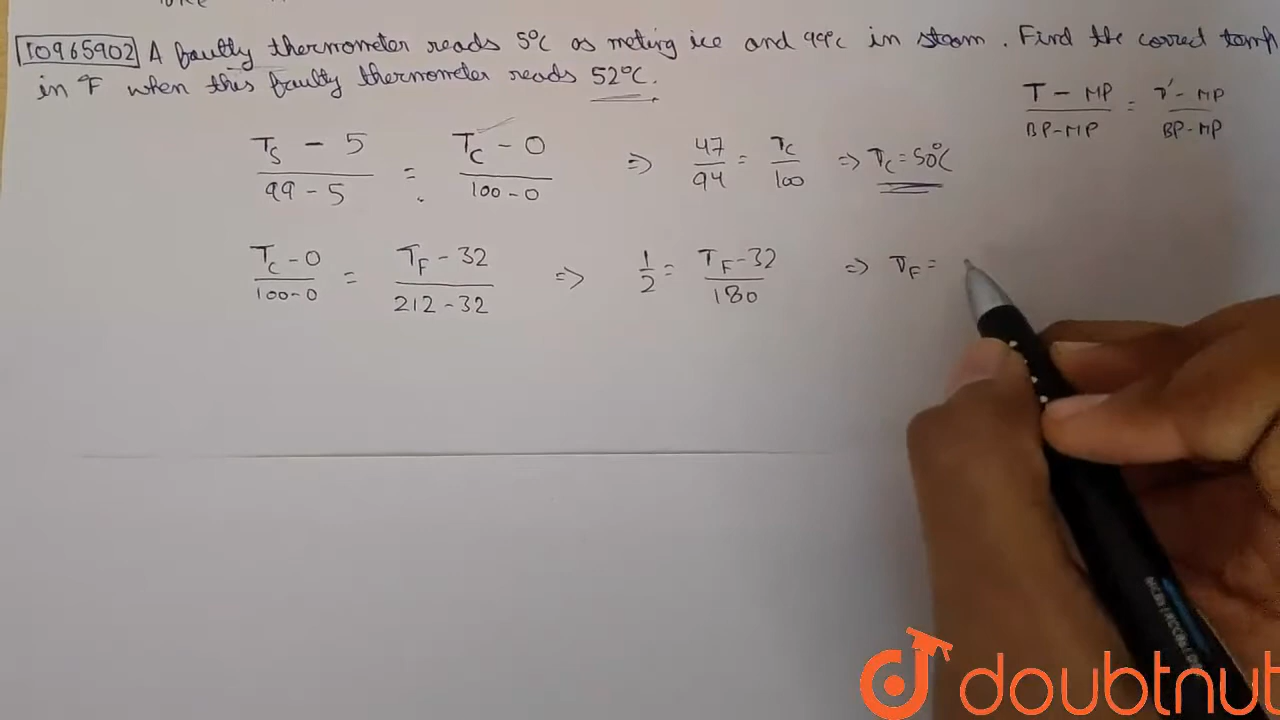 10965902 A faulty thermometer reads 5°C as meting ice and 99°C in steam. Find the correct temp
in °F when this faulty thermometer reads 52°C.
T - MP / BP-MP = T' - MP / BP-MP
T_S - 5 / 99 - 5 = T_C - 0 / 100 - 0 => 47/94 = T_C/100 => T_C = 50°C
T_C - 0 / 100-0 = T_F - 32 / 212-32 => 1/2 = T_F-32 / 180 => T_F =
doubtnut